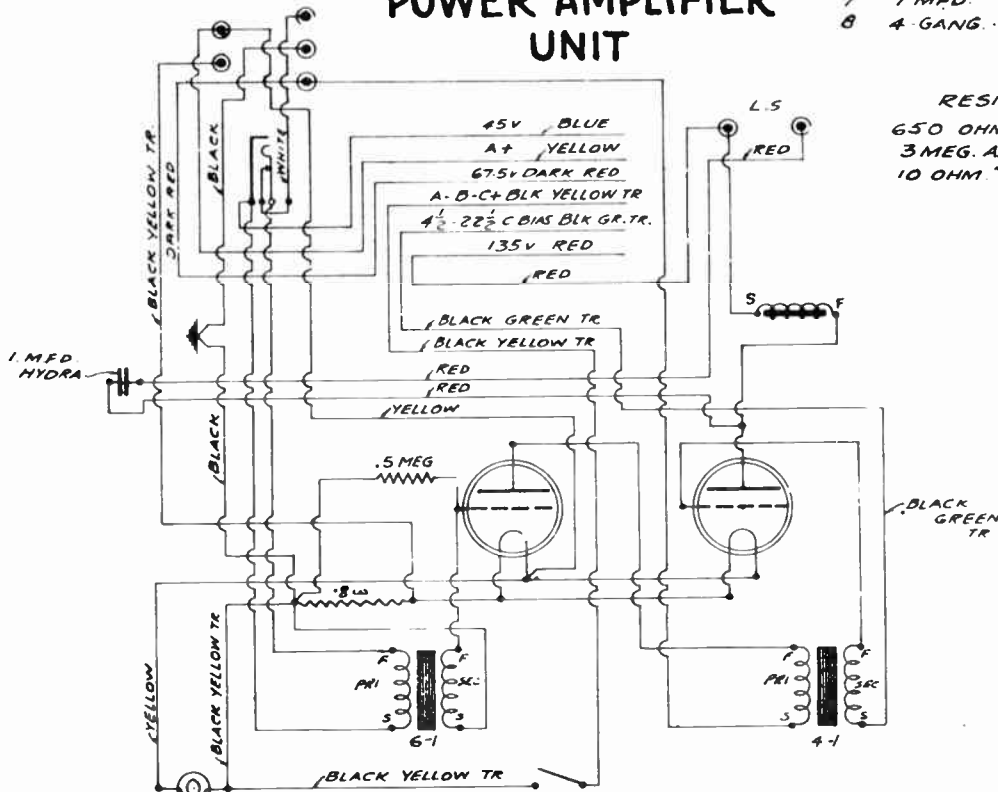 POWER AMPLIFIER
UNIT
8 4-GANG.
RESI
650 OHM
3 MEG. A
10 OHM
L.S
RED
45V BLUE
A+ YELLOW
67.5V DARK RED
A- B-C+ BLK YELLOW TR
4½-22½ C BIAS BLK GR. TR.
135V RED
RED
BLACK YELLOW TR.
DARK RED
BLACK
WHITE
S F
BLACK GREEN TR
BLACK YELLOW TR
RED
RED
YELLOW
1. MFD.
HYDRA
BLACK
.5 MEG
BLACK
GREEN
TR
.8ω
YELLOW
BLACK YELLOW TR
F F
PRI SEC
S S
6-1
F F
PRI SEC
S S
4-1
BLACK YELLOW TR